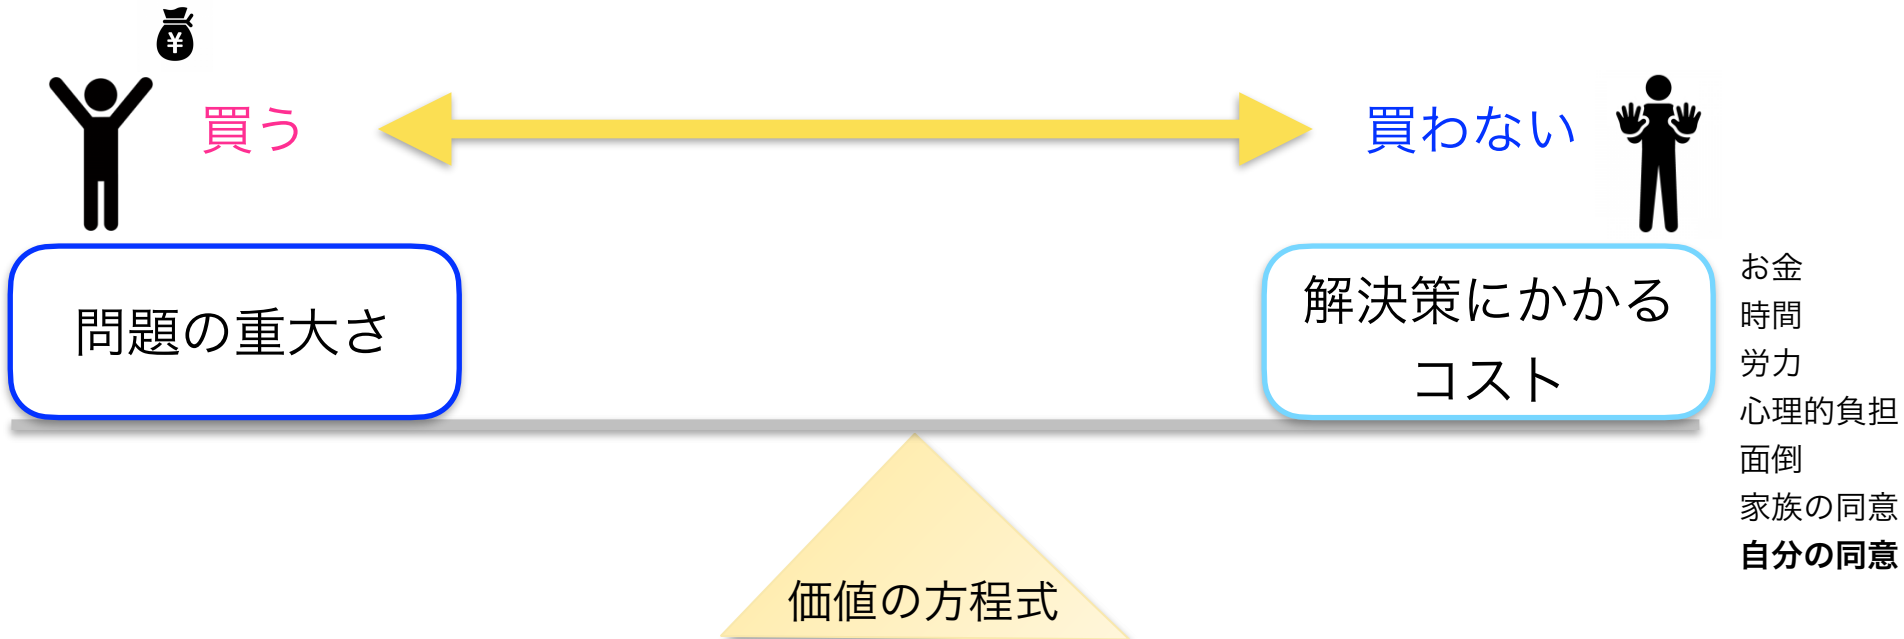 ¥
買う
買わない
問題の重大さ
解決策にかかる
コスト
お金
時間
労力
心理的負担
面倒
家族の同意
自分の同意
価値の方程式